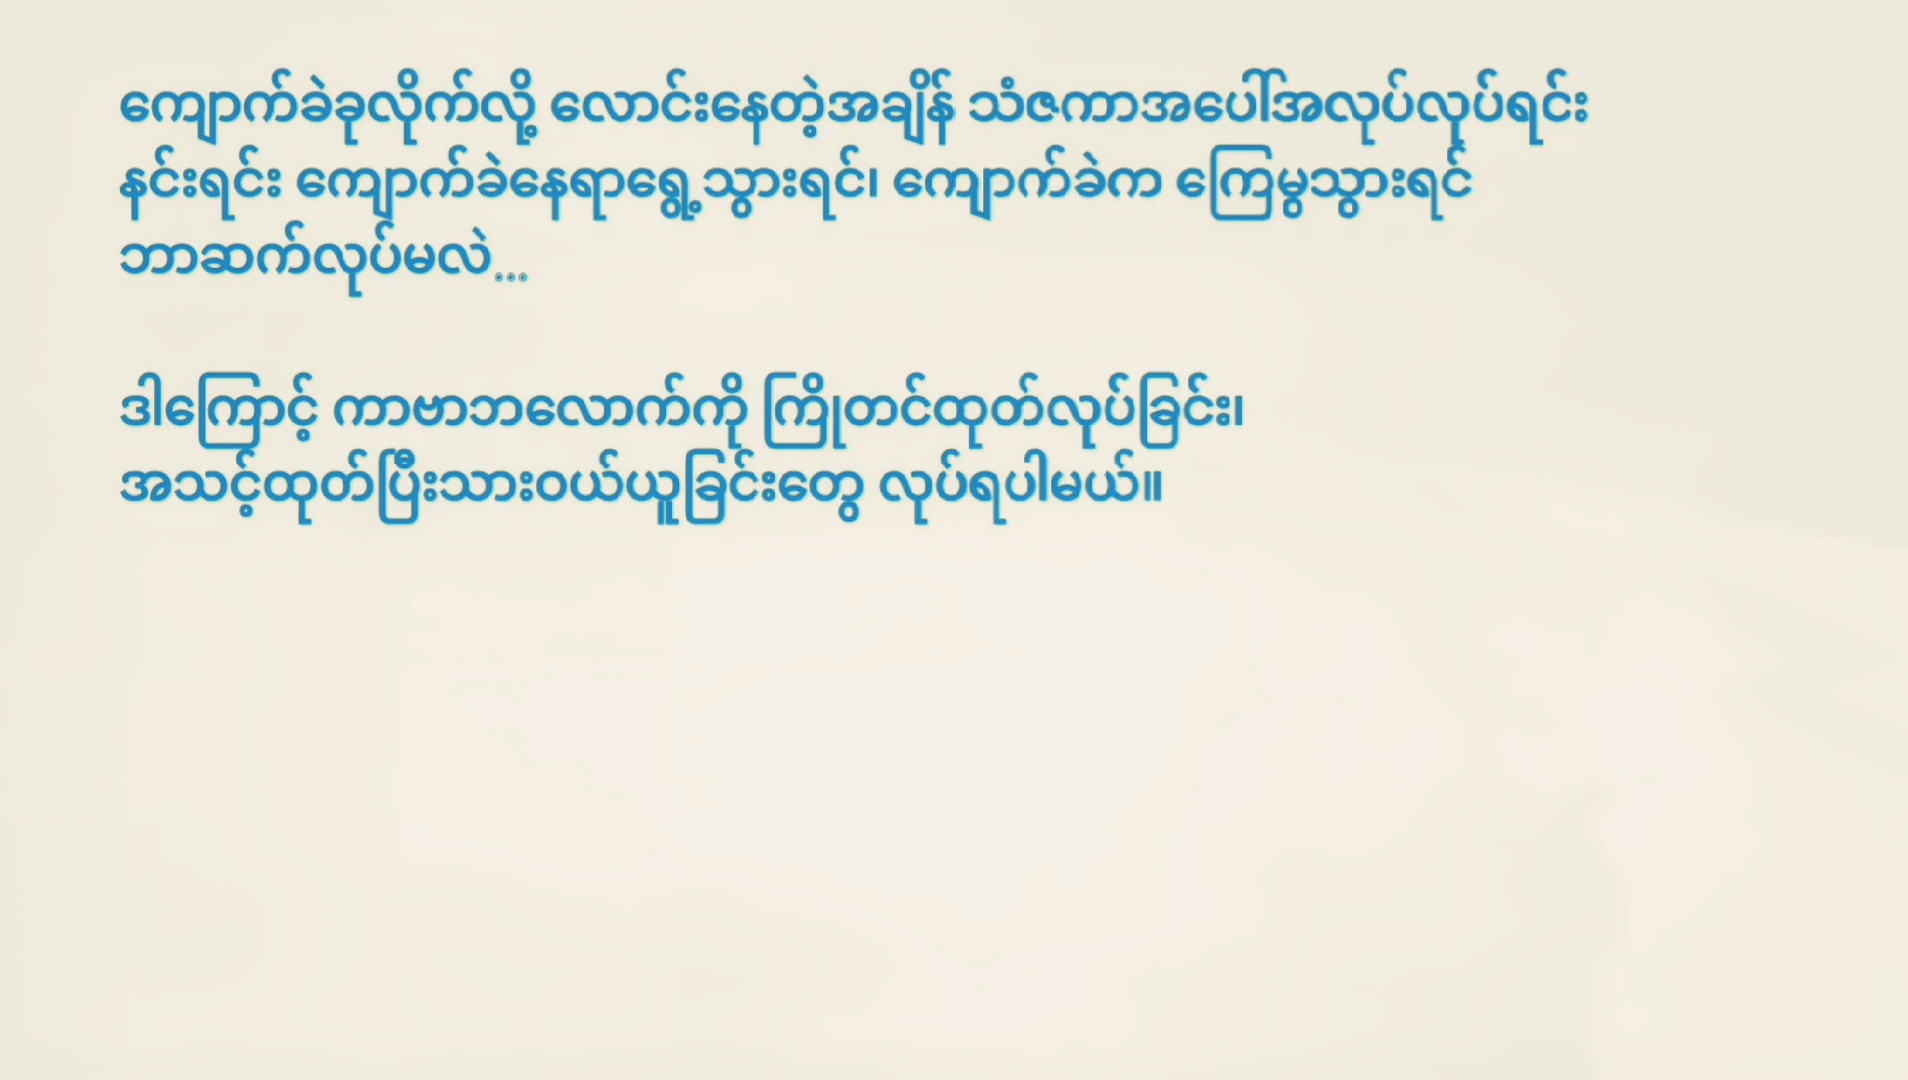 ကျောက်ခဲခုလိုက်လို့ လောင်းနေတဲ့အချိန် သံဇကာအပေါ်အလုပ်လုပ်ရင်း
နင်းရင်း ကျောက်ခဲနေရာရွေ့သွားရင်၊ ကျောက်ခဲက ကြေမွသွားရင်
ဘာဆက်လုပ်မလဲ...
ဒါကြောင့် ကာဗာဘလောက်ကို ကြိုတင်ထုတ်လုပ်ခြင်း၊
အသင့်ထုတ်ပြီးသားဝယ်ယူခြင်းတွေ လုပ်ရပါမယ်။